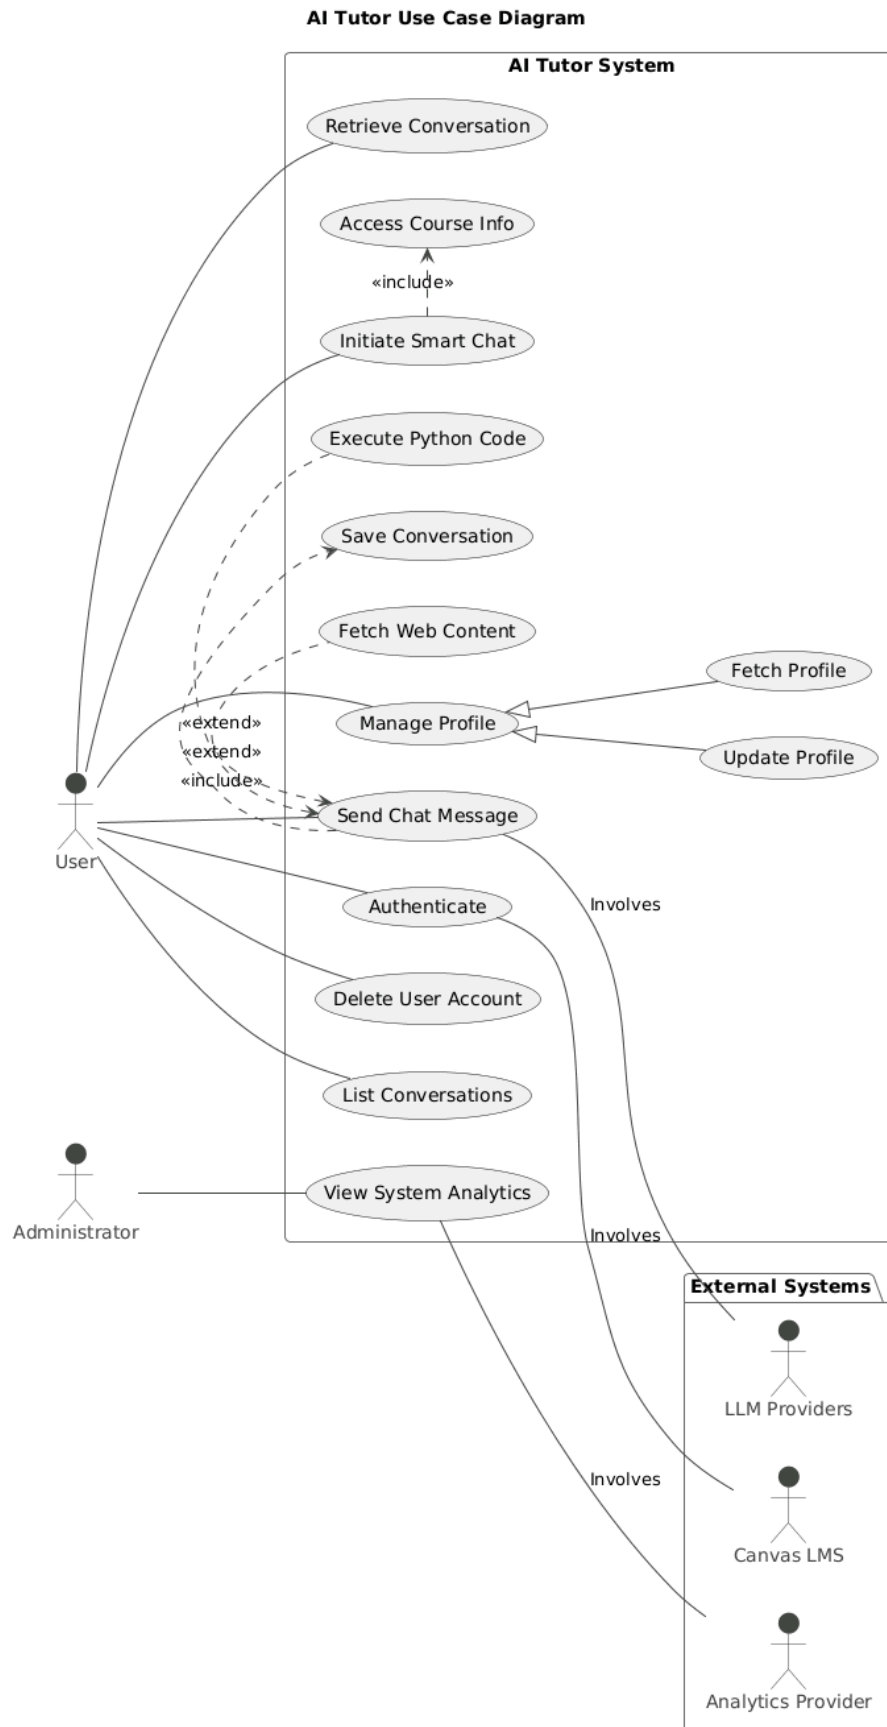 AI Tutor Use Case Diagram
AI Tutor System
Retrieve Conversation
Access Course Info
«include»
Initiate Smart Chat
Execute Python Code
Save Conversation
Fetch Web Content
Fetch Profile
Manage Profile
«extend»
«extend»
Update Profile
«include»
Send Chat Message
User
Involves
Authenticate
Delete User Account
List Conversations
View System Analytics
Administrator
Involves
External Systems
LLM Providers
Involves
Canvas LMS
Analytics Provider